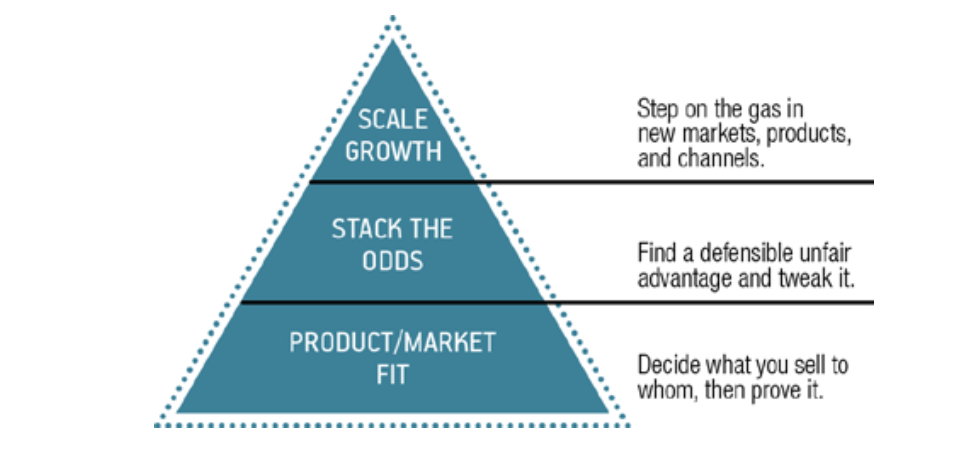 SCALE
GROWTH
Step on the gas in
new markets, products,
and channels.
STACK THE
ODDS
Find a defensible unfair
advantage and tweak it.
PRODUCT/MARKET
FIT
Decide what you sell to
whom, then prove it.